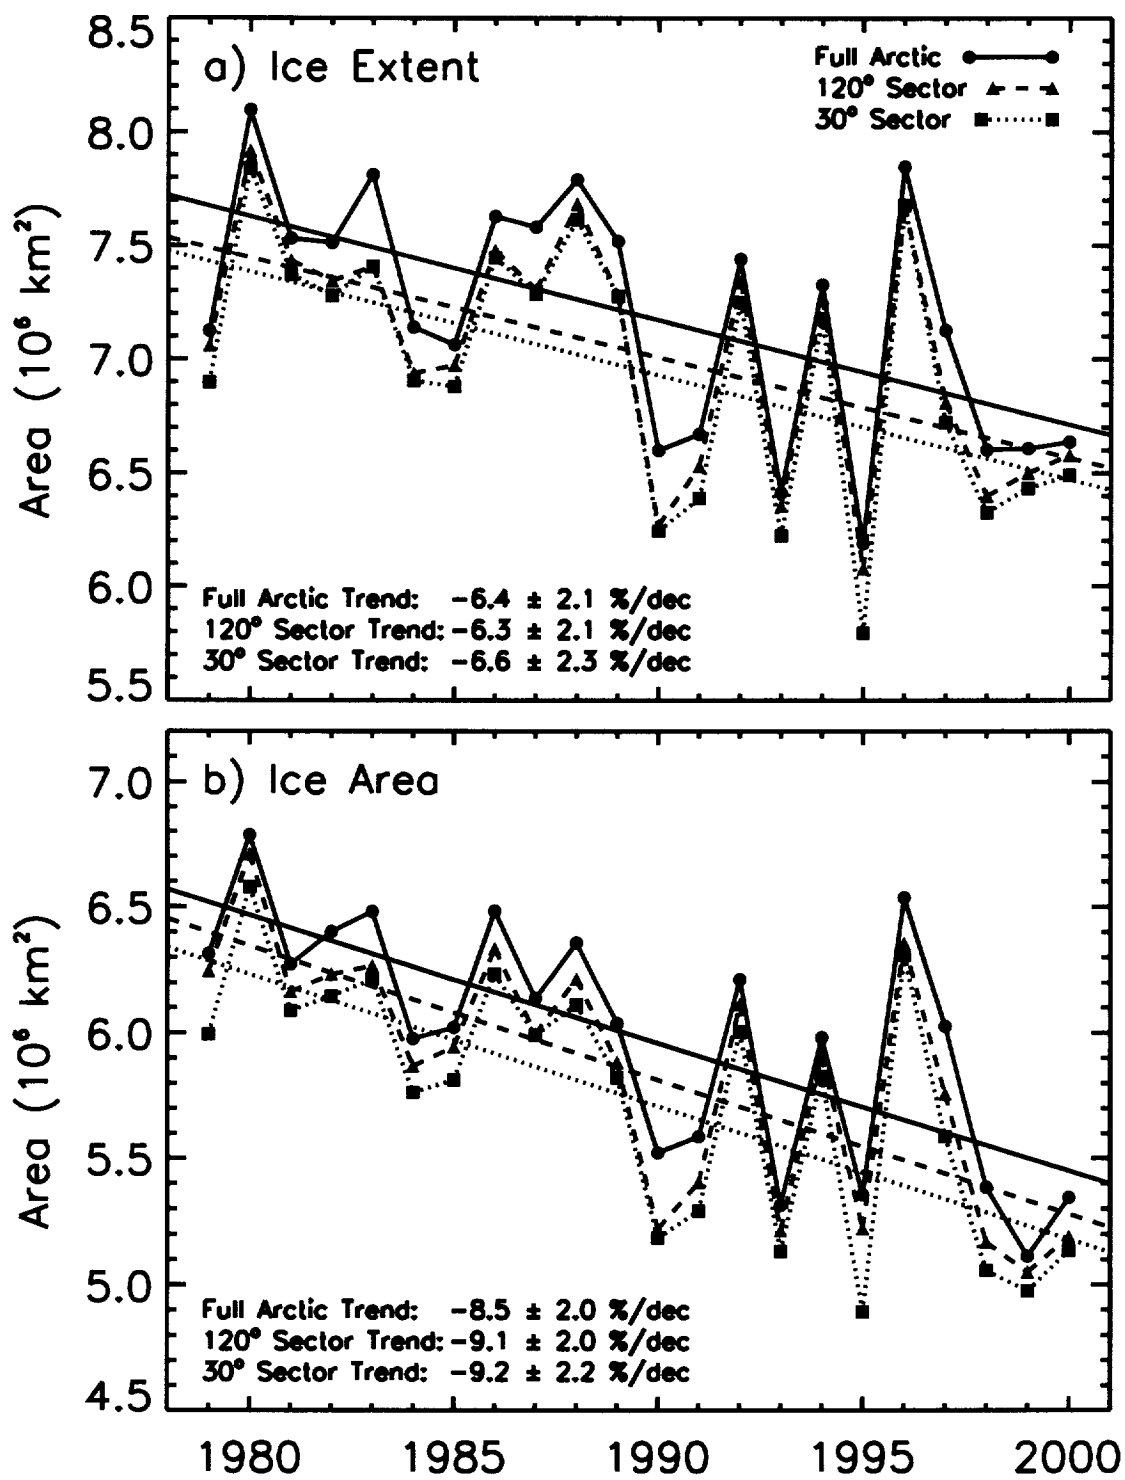 a) Ice Extent
Full Arctic
120° Sector
30° Sector
8.5
8.0
7.5
7.0
6.5
6.0
5.5
Area (10⁶ km²)
Full Arctic Trend: −6.4 ± 2.1 %/dec
120° Sector Trend: −6.3 ± 2.1 %/dec
30° Sector Trend: −6.6 ± 2.3 %/dec
b) Ice Area
7.0
6.5
6.0
5.5
5.0
4.5
Area (10⁶ km²)
Full Arctic Trend: −8.5 ± 2.0 %/dec
120° Sector Trend: −9.1 ± 2.0 %/dec
30° Sector Trend: −9.2 ± 2.2 %/dec
1980 1985 1990 1995 2000